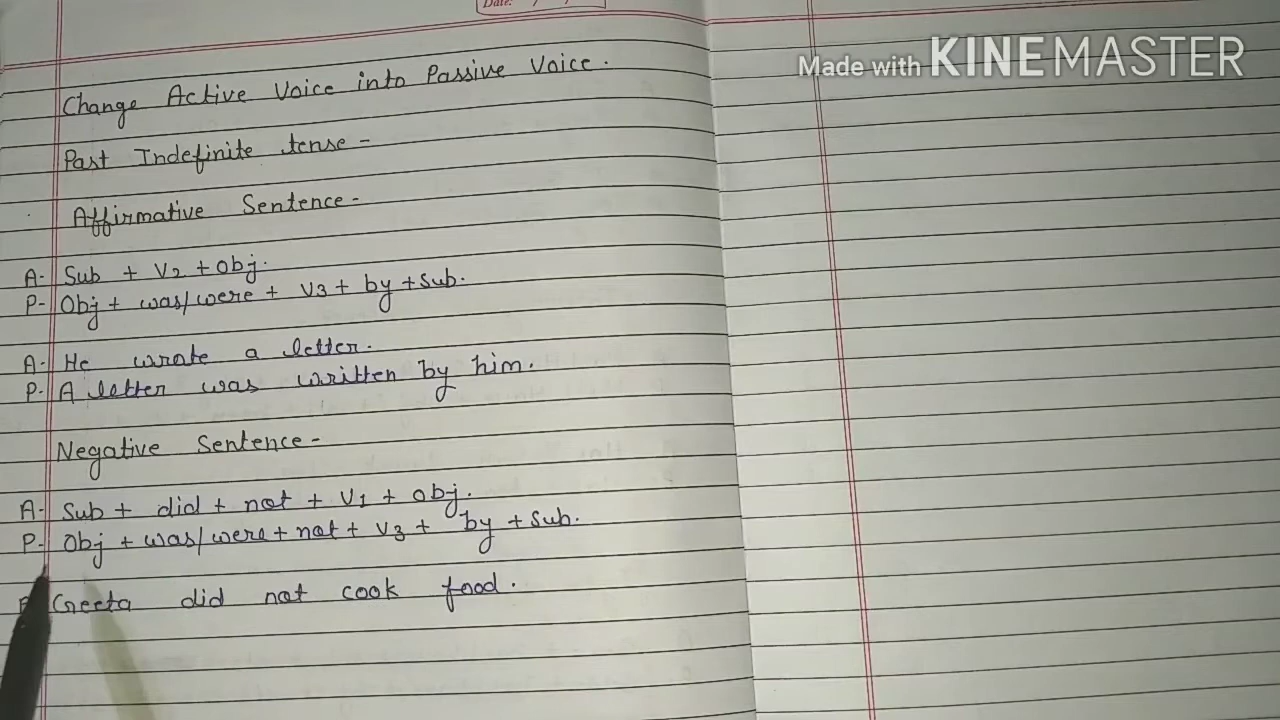 Date:
Made with KINEMASTER
Change Active Voice into Passive Voice.
Past Indefinite tense -
Affirmative Sentence -
A- Sub + V2 + Obj.
P- Obj + was/were + V3 + by + Sub.
A- He wrote a letter.
P- A letter was written by him.
Negative Sentence -
A- Sub + did + not + V1 + obj.
P- Obj + was/were + not + V3 + by + Sub.
Geeta did not cook food.